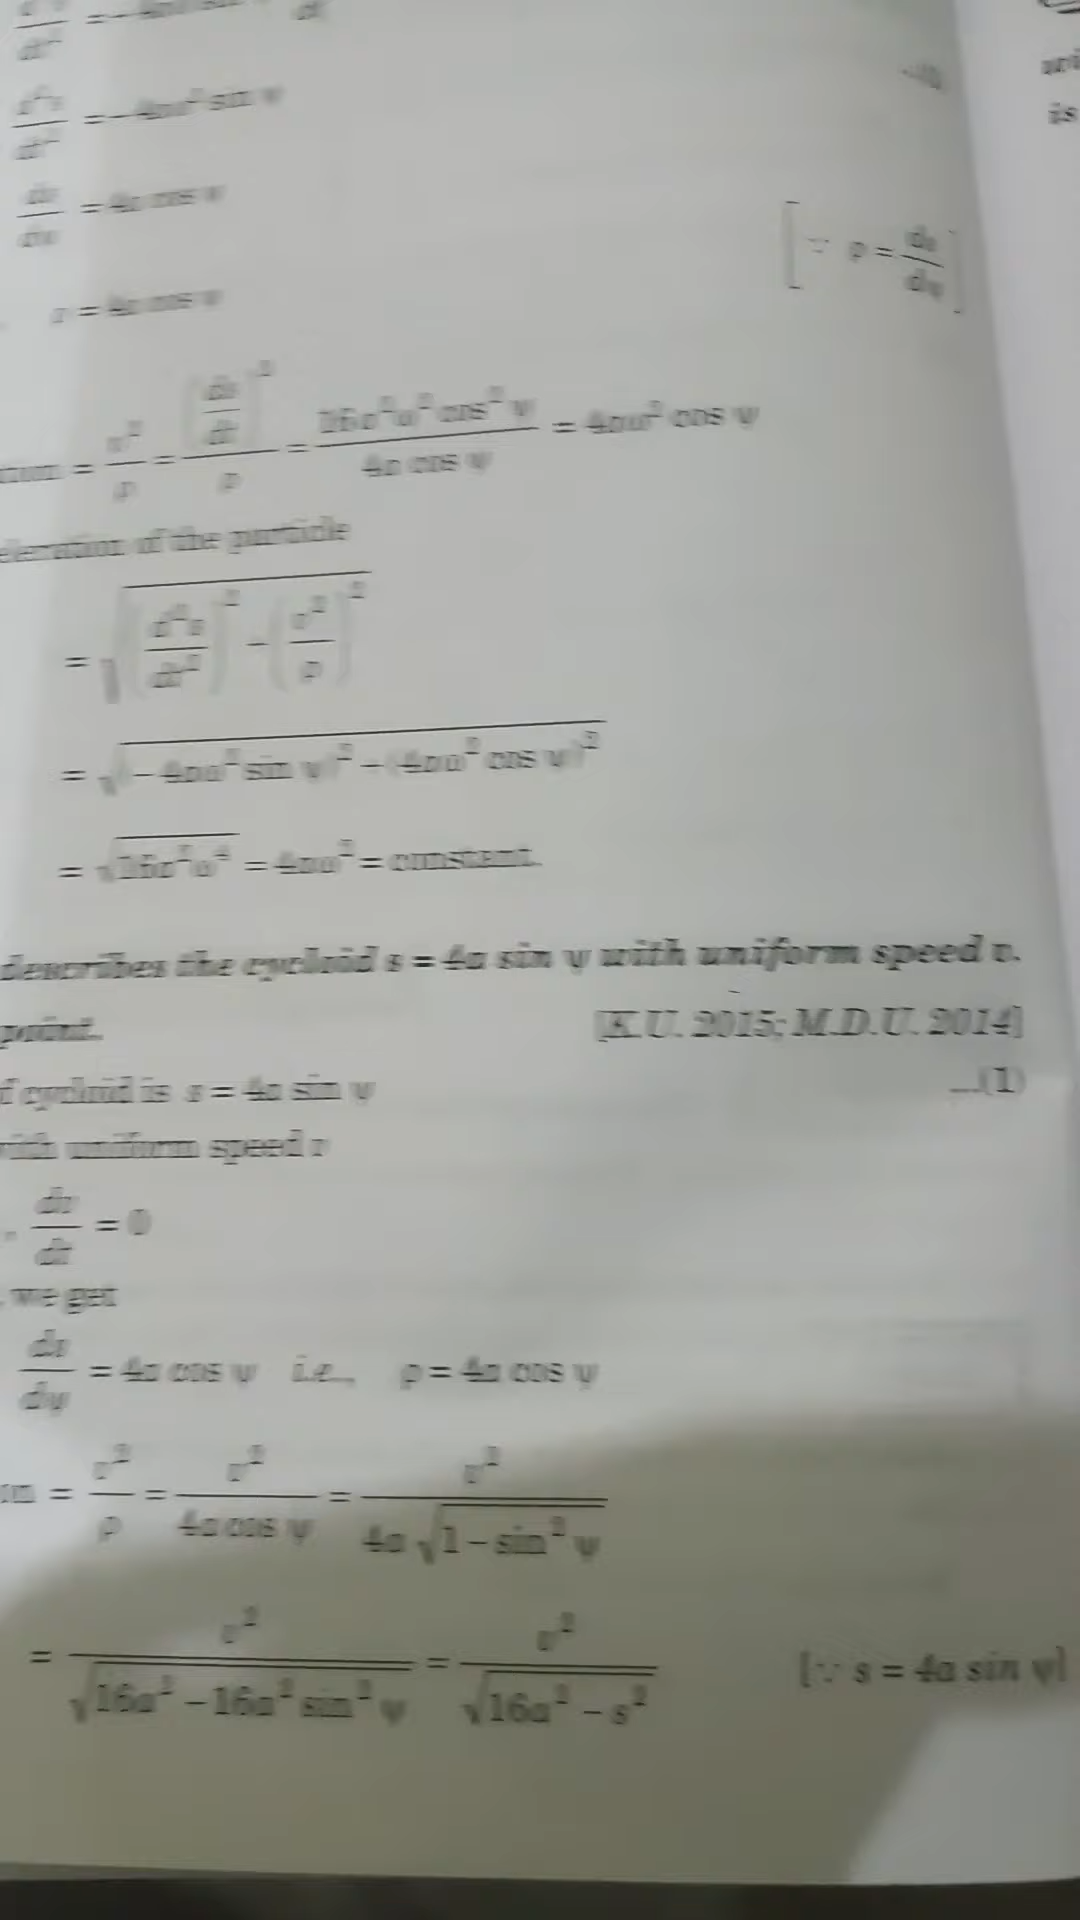 d²s/dt² = −4aω² sin ψ
ds/dψ = 4a cos ψ
[∵ ρ = ds/dψ]
= 4a cos ψ
= v²/ρ = (ds/dt)²/ρ = 16a²ω² cos² ψ / 4a cos ψ = 4aω² cos ψ
of the particle
= √((d²s/dt²)² + (v²/ρ)²)
= √((−4aω² sin ψ)² + (4aω² cos ψ)²)
= √(16a²ω⁴) = 4aω² = constant.
describes the cycloid s = 4a sin ψ with uniform speed v.
point. [K.U. 2015; M.D.U. 2014]
cycloid is s = 4a sin ψ ...(1)
with uniform speed v
dv/dt = 0
we get
ds/dψ = 4a cos ψ i.e., ρ = 4a cos ψ
= v²/ρ = v²/(4a cos ψ) = v²/(4a √(1 − sin² ψ))
= v²/√(16a² − 16a² sin² ψ) = v²/√(16a² − s²) [∵ s = 4a sin ψ]